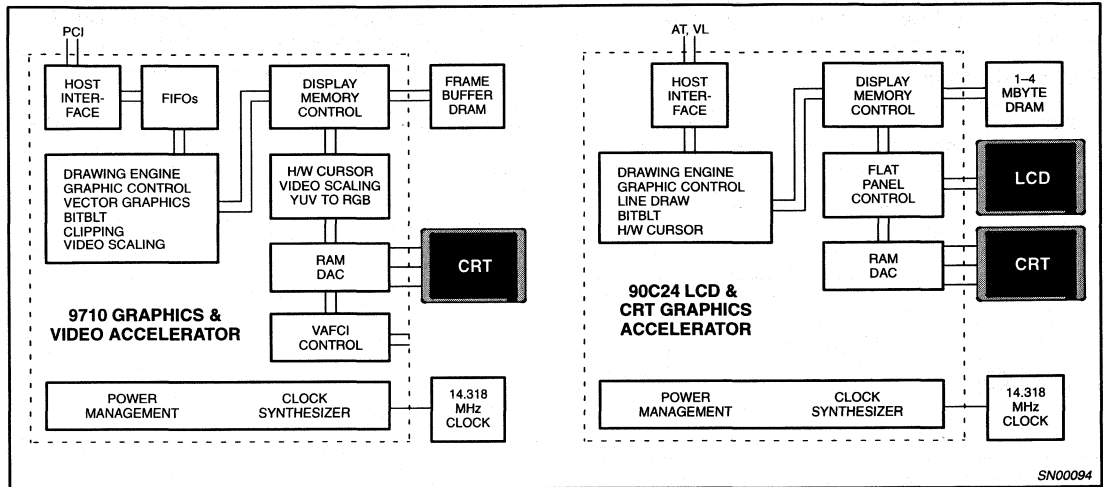 PCI
HOST
INTER-
FACE
FIFOs
DISPLAY
MEMORY
CONTROL
FRAME
BUFFER
DRAM
DRAWING ENGINE
GRAPHIC CONTROL
VECTOR GRAPHICS
BITBLT
CLIPPING
VIDEO SCALING
H/W CURSOR
VIDEO SCALING
YUV TO RGB
RAM
DAC
CRT
9710 GRAPHICS &
VIDEO ACCELERATOR
VAFCI
CONTROL
POWER
MANAGEMENT
CLOCK
SYNTHESIZER
14.318
MHz
CLOCK
AT, VL
HOST
INTER-
FACE
DISPLAY
MEMORY
CONTROL
1–4
MBYTE
DRAM
DRAWING ENGINE
GRAPHIC CONTROL
LINE DRAW
BITBLT
H/W CURSOR
FLAT
PANEL
CONTROL
LCD
RAM
DAC
CRT
90C24 LCD &
CRT GRAPHICS
ACCELERATOR
POWER
MANAGEMENT
CLOCK
SYNTHESIZER
14.318
MHz
CLOCK
SN00094